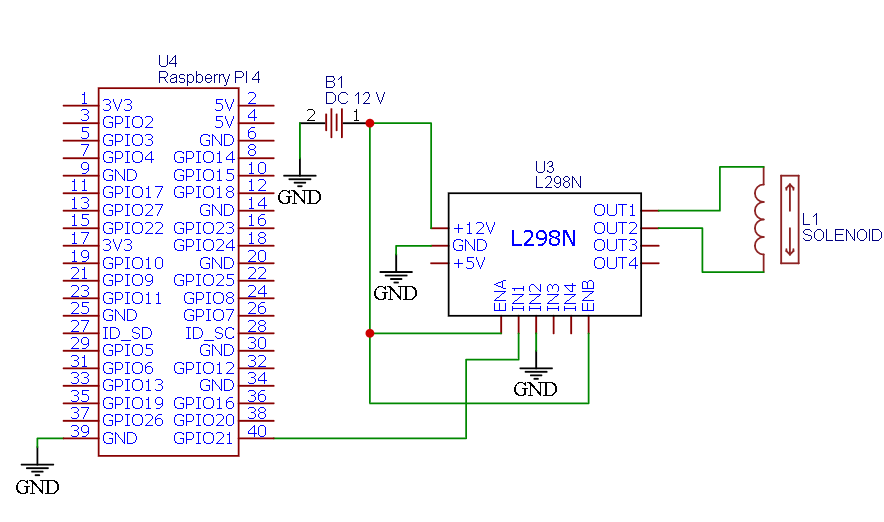 U4
Raspberry PI 4
1 3V3 5V 2
3 GPIO2 5V 4
5 GPIO3 GND 6
7 GPIO4 GPIO14 8
9 GND GPIO15 10
11 GPIO17 GPIO18 12
13 GPIO27 GND 14
15 GPIO22 GPIO23 16
17 3V3 GPIO24 18
19 GPIO10 GND 20
21 GPIO9 GPIO25 22
23 GPIO11 GPIO8 24
25 GND GPIO7 26
27 ID_SD ID_SC 28
29 GPIO5 GND 30
31 GPIO6 GPIO12 32
33 GPIO13 GND 34
35 GPIO19 GPIO16 36
37 GPIO26 GPIO20 38
39 GND GPIO21 40
GND
B1
DC 12 V
2 1
GND
U3
L298N
+12V
GND
+5V
L298N
OUT1
OUT2
OUT3
OUT4
ENA
IN1
IN2
IN3
IN4
ENB
GND
GND
L1
SOLENOID